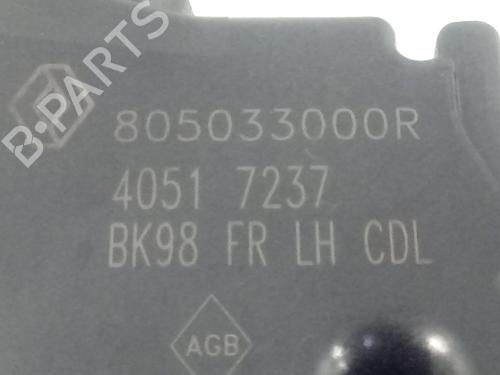 B-PARTS
805033000R
4051 7237
BK98 FR LH CDL
AGB